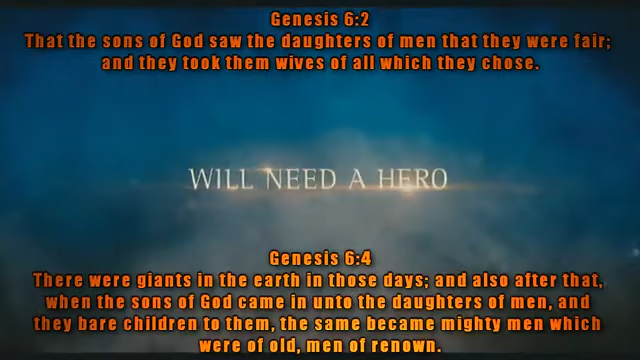 Genesis 6:2
That the sons of God saw the daughters of men that they were fair;
and they took them wives of all which they chose.
WILL NEED A HERO
Genesis 6:4
There were giants in the earth in those days; and also after that,
when the sons of God came in unto the daughters of men, and
they bare children to them, the same became mighty men which
were of old, men of renown.